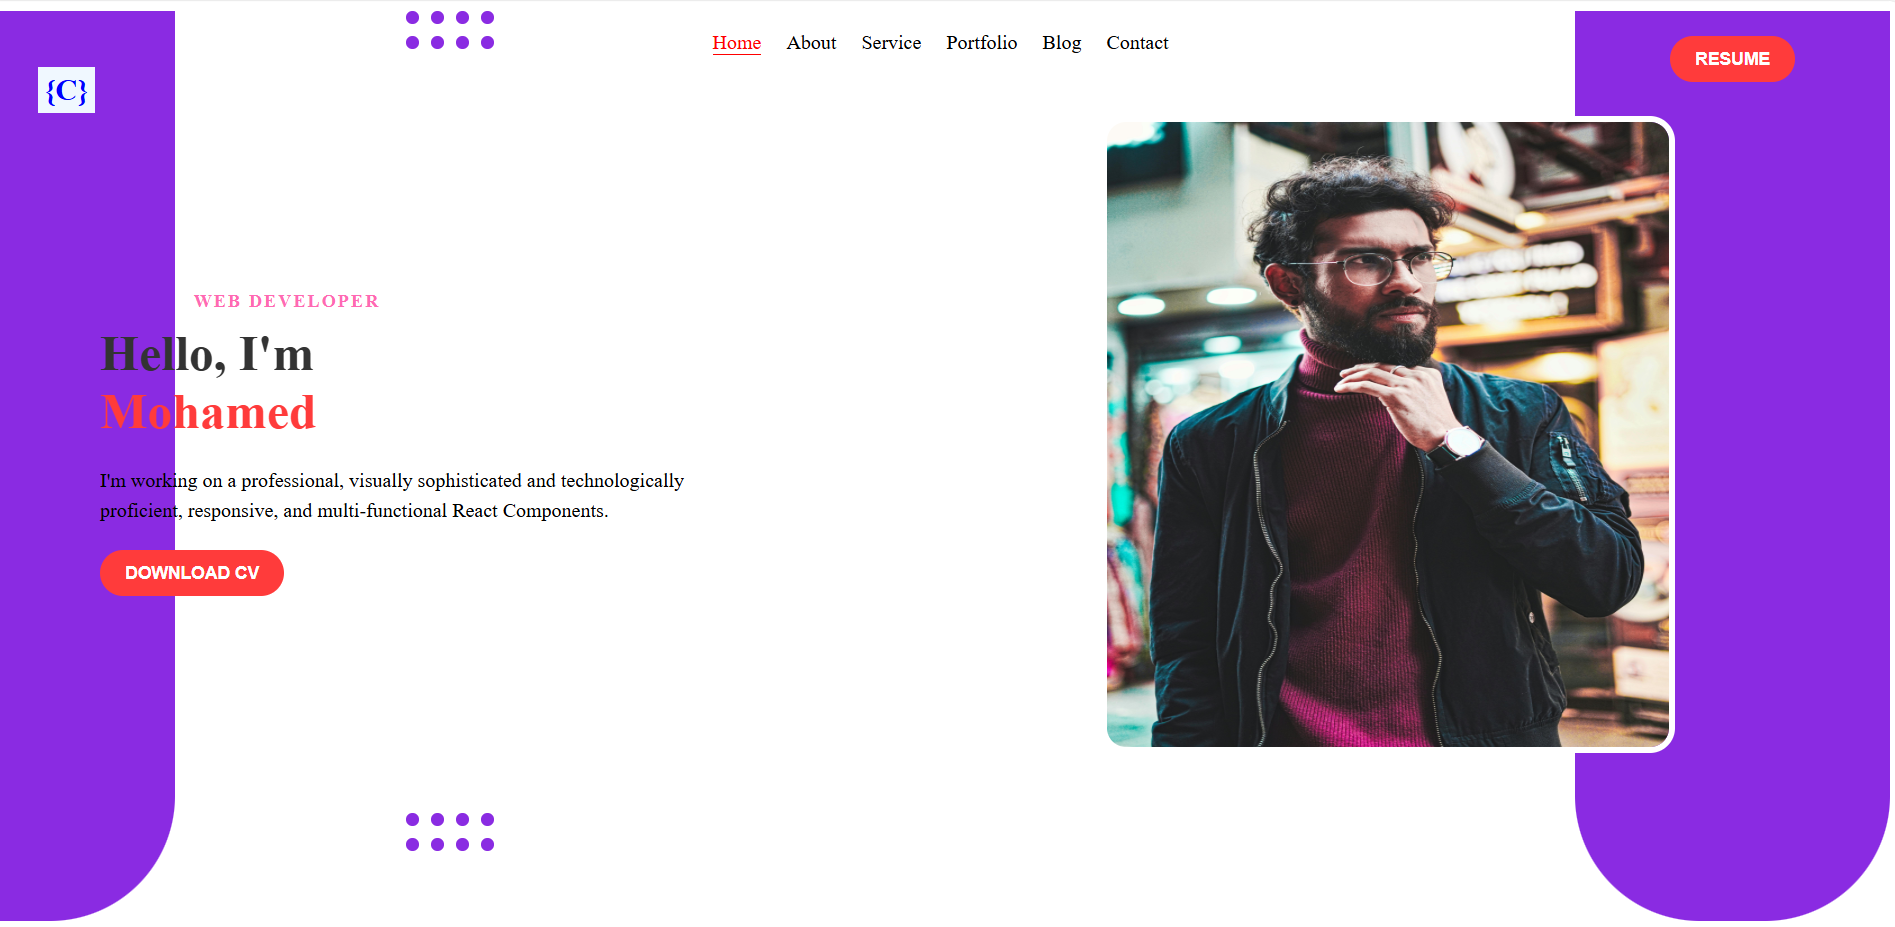 Home About Service Portfolio Blog Contact
RESUME
{C}
WEB DEVELOPER
Hello, I'm
Mohamed
I'm working on a professional, visually sophisticated and technologically
proficient, responsive, and multi-functional React Components.
DOWNLOAD CV